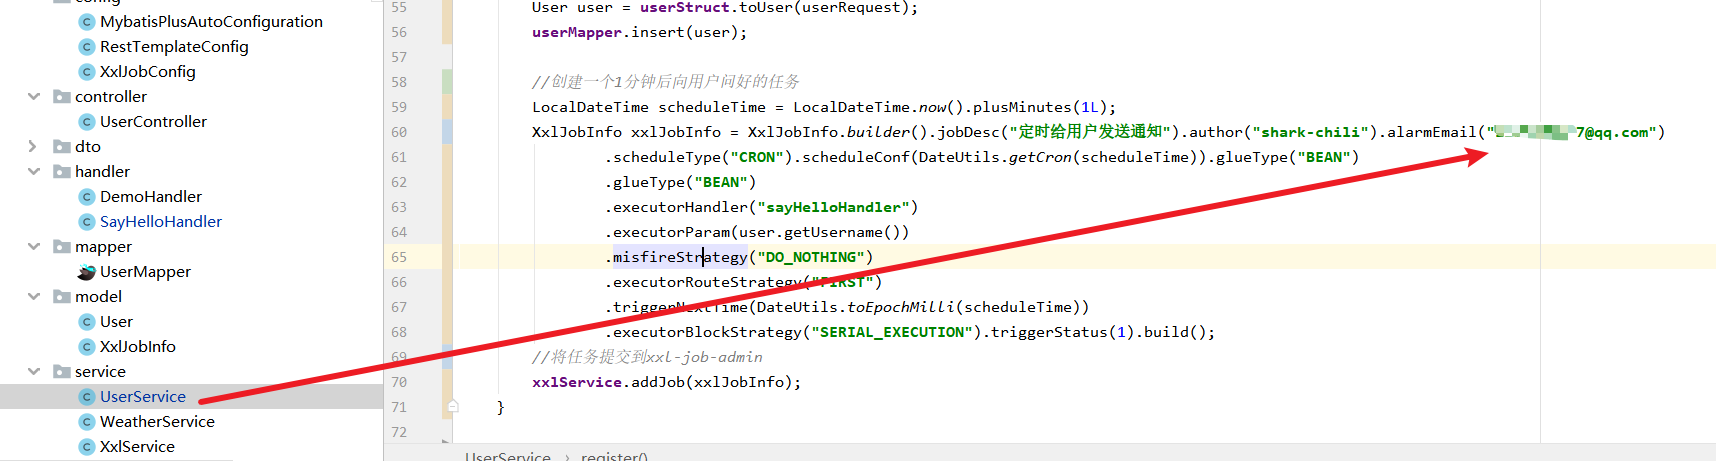 config
MybatisPlusAutoConfiguration
RestTemplateConfig
XxlJobConfig
controller
UserController
dto
handler
DemoHandler
SayHelloHandler
mapper
UserMapper
model
User
XxlJobInfo
service
UserService
WeatherService
XxlService
55 User user = userStruct.toUser(userRequest);
56 userMapper.insert(user);
57
58 //创建一个1分钟后向用户问好的任务
59 LocalDateTime scheduleTime = LocalDateTime.now().plusMinutes(1L);
60 XxlJobInfo xxlJobInfo = XxlJobInfo.builder().jobDesc("定时给用户发送通知").author("shark-chili").alarmEmail("7@qq.com")
61 .scheduleType("CRON").scheduleConf(DateUtils.getCron(scheduleTime)).glueType("BEAN")
62 .glueType("BEAN")
63 .executorHandler("sayHelloHandler")
64 .executorParam(user.getUsername())
65 .misfireStrategy("DO_NOTHING")
66 .executorRouteStrategy("FIRST")
67 .triggerNextTime(DateUtils.toEpochMilli(scheduleTime))
68 .executorBlockStrategy("SERIAL_EXECUTION").triggerStatus(1).build();
69 //将任务提交到xxl-job-admin
70 xxlService.addJob(xxlJobInfo);
71 }
72
UserService › register()